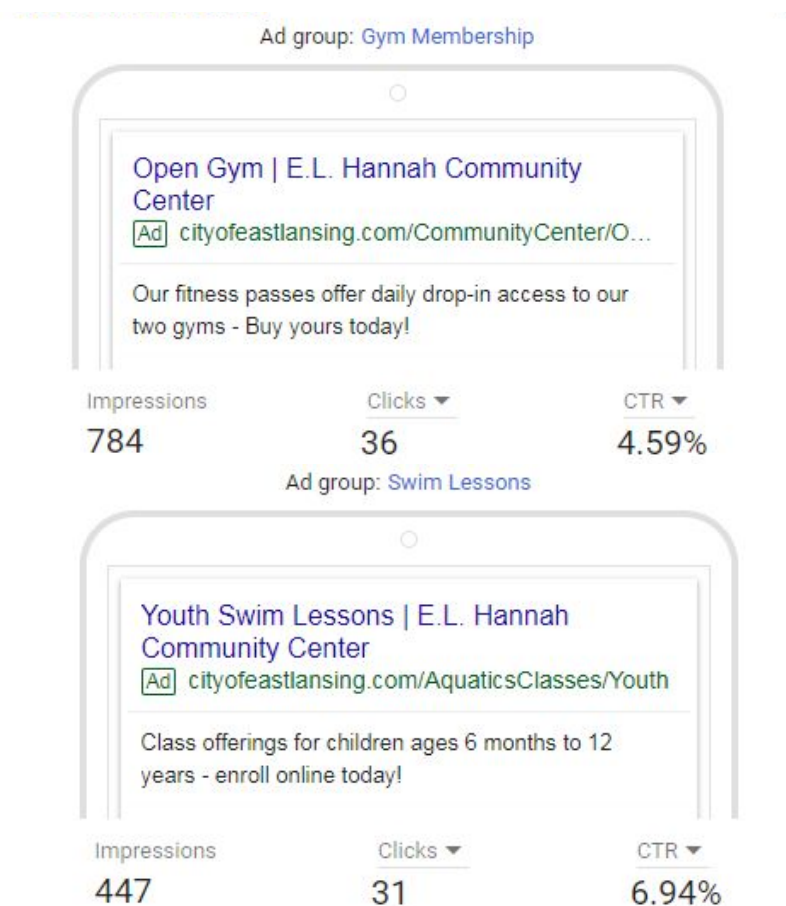 Ad group: Gym Membership
Open Gym | E.L. Hannah Community
Center
Ad cityofeastlansing.com/CommunityCenter/O...
Our fitness passes offer daily drop-in access to our
two gyms - Buy yours today!
Impressions Clicks CTR
784 36 4.59%
Ad group: Swim Lessons
Youth Swim Lessons | E.L. Hannah
Community Center
Ad cityofeastlansing.com/AquaticsClasses/Youth
Class offerings for children ages 6 months to 12
years - enroll online today!
Impressions Clicks CTR
447 31 6.94%